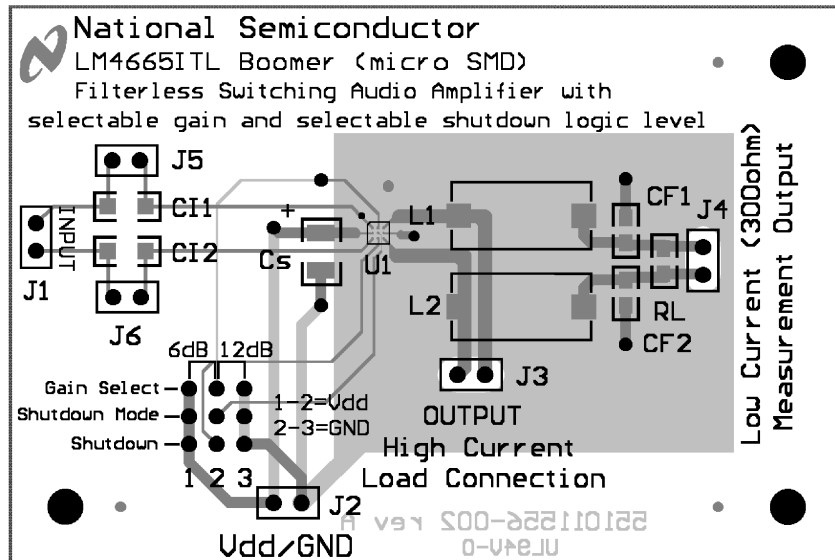 National Semiconductor
LM4665ITL Boomer (micro SMD)
Filterless Switching Audio Amplifier with
selectable gain and selectable shutdown logic level
J5
CI1
INPUT
CI2
J1
J6
+
Cs
U1
L1
L2
CF1
J4
RL
CF2
Low Current (300ohm)
Measurement Output
6dB 12dB
Gain Select
Shutdown Mode
Shutdown
1 2 3
1-2=Vdd
2-3=GND
J3
OUTPUT
High Current
Load Connection
J2
Vdd/GND
551011556-002 rev A
UL94V-0